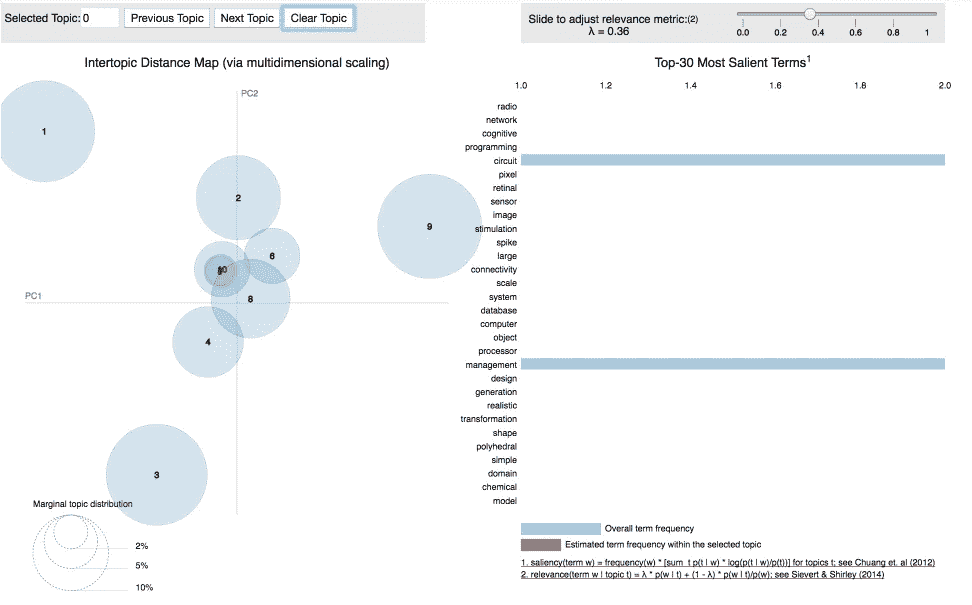 Selected Topic: 0 Previous Topic Next Topic Clear Topic
Slide to adjust relevance metric:(2)
λ = 0.36
0.0 0.2 0.4 0.6 0.8 1
Intertopic Distance Map (via multidimensional scaling)
PC2
PC1
1
2
9
6
10
8
4
3
Marginal topic distribution
2%
5%
10%
Top-30 Most Salient Terms1
1.0 1.2 1.4 1.6 1.8 2.0
radio
network
cognitive
programming
circuit
pixel
retinal
sensor
image
stimulation
spike
large
connectivity
scale
system
database
computer
object
processor
management
design
generation
realistic
transformation
shape
polyhedral
simple
domain
chemical
model
Overall term frequency
Estimated term frequency within the selected topic
1. saliency(term w) = frequency(w) * [sum_t p(t | w) * log(p(t | w)/p(t))] for topics t; see Chuang et. al (2012)
2. relevance(term w | topic t) = λ * p(w | t) + (1 - λ) * p(w | t)/p(w); see Sievert & Shirley (2014)